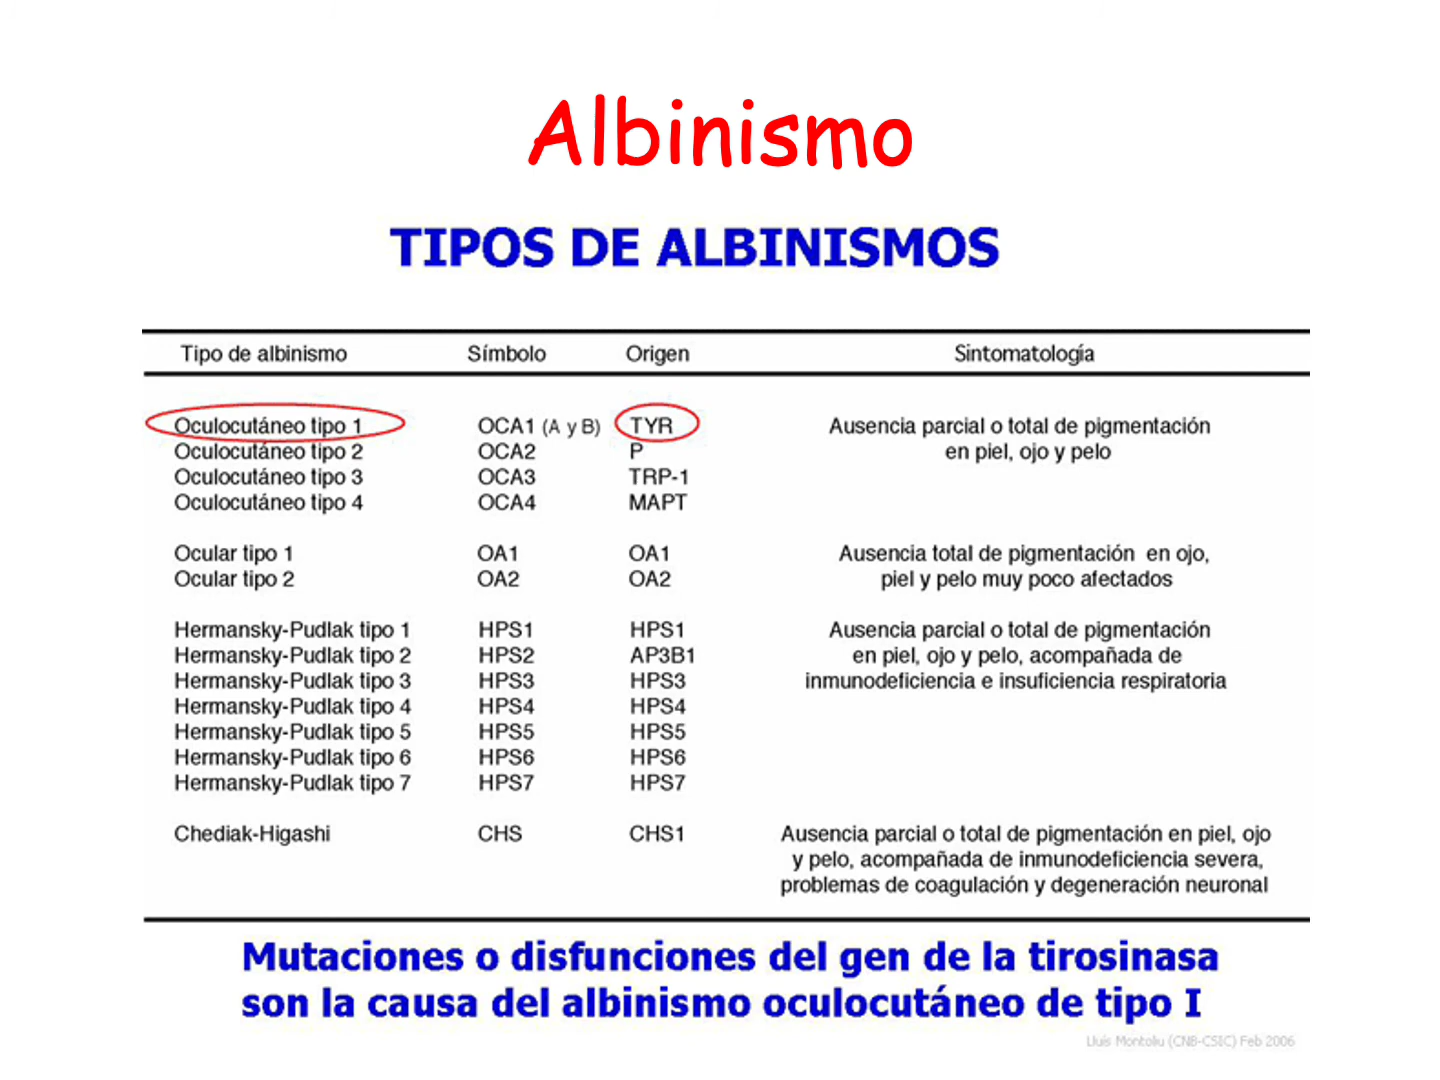 Albinismo
TIPOS DE ALBINISMOS
Tipo de albinismo Símbolo Origen Sintomatología
Oculocutáneo tipo 1 OCA1 (A y B) TYR Ausencia parcial o total de pigmentación
Oculocutáneo tipo 2 OCA2 P en piel, ojo y pelo
Oculocutáneo tipo 3 OCA3 TRP-1
Oculocutáneo tipo 4 OCA4 MAPT
Ocular tipo 1 OA1 OA1 Ausencia total de pigmentación en ojo,
Ocular tipo 2 OA2 OA2 piel y pelo muy poco afectados
Hermansky-Pudlak tipo 1 HPS1 HPS1 Ausencia parcial o total de pigmentación
Hermansky-Pudlak tipo 2 HPS2 AP3B1 en piel, ojo y pelo, acompañada de
Hermansky-Pudlak tipo 3 HPS3 HPS3 inmunodeficiencia e insuficiencia respiratoria
Hermansky-Pudlak tipo 4 HPS4 HPS4
Hermansky-Pudlak tipo 5 HPS5 HPS5
Hermansky-Pudlak tipo 6 HPS6 HPS6
Hermansky-Pudlak tipo 7 HPS7 HPS7
Chediak-Higashi CHS CHS1 Ausencia parcial o total de pigmentación en piel, ojo
y pelo, acompañada de inmunodeficiencia severa,
problemas de coagulación y degeneración neuronal
Mutaciones o disfunciones del gen de la tirosinasa
son la causa del albinismo oculocutáneo de tipo I
Lluís Montoliu (CNB-CSIC) Feb 2006